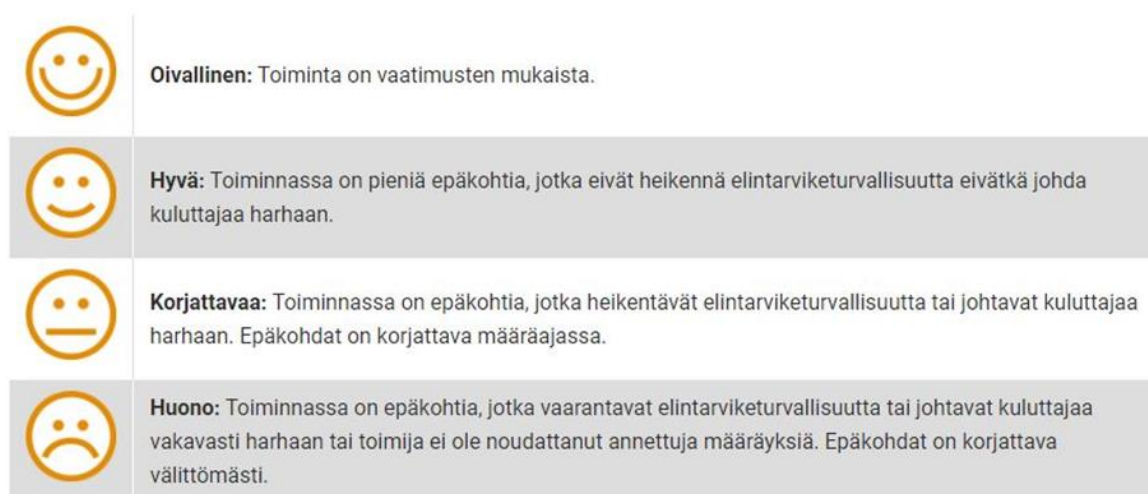 Oivallinen: Toiminta on vaatimusten mukaista.
Hyvä: Toiminnassa on pieniä epäkohtia, jotka eivät heikennä elintarviketurvallisuutta eivätkä johda
kuluttajaa harhaan.
Korjattavaa: Toiminnassa on epäkohtia, jotka heikentävät elintarviketurvallisuutta tai johtavat kuluttajaa
harhaan. Epäkohdat on korjattava määräajassa.
Huono: Toiminnassa on epäkohtia, jotka vaarantavat elintarviketurvallisuutta tai johtavat kuluttajaa
vakavasti harhaan tai toimija ei ole noudattanut annettuja määräyksiä. Epäkohdat on korjattava
välittömästi.